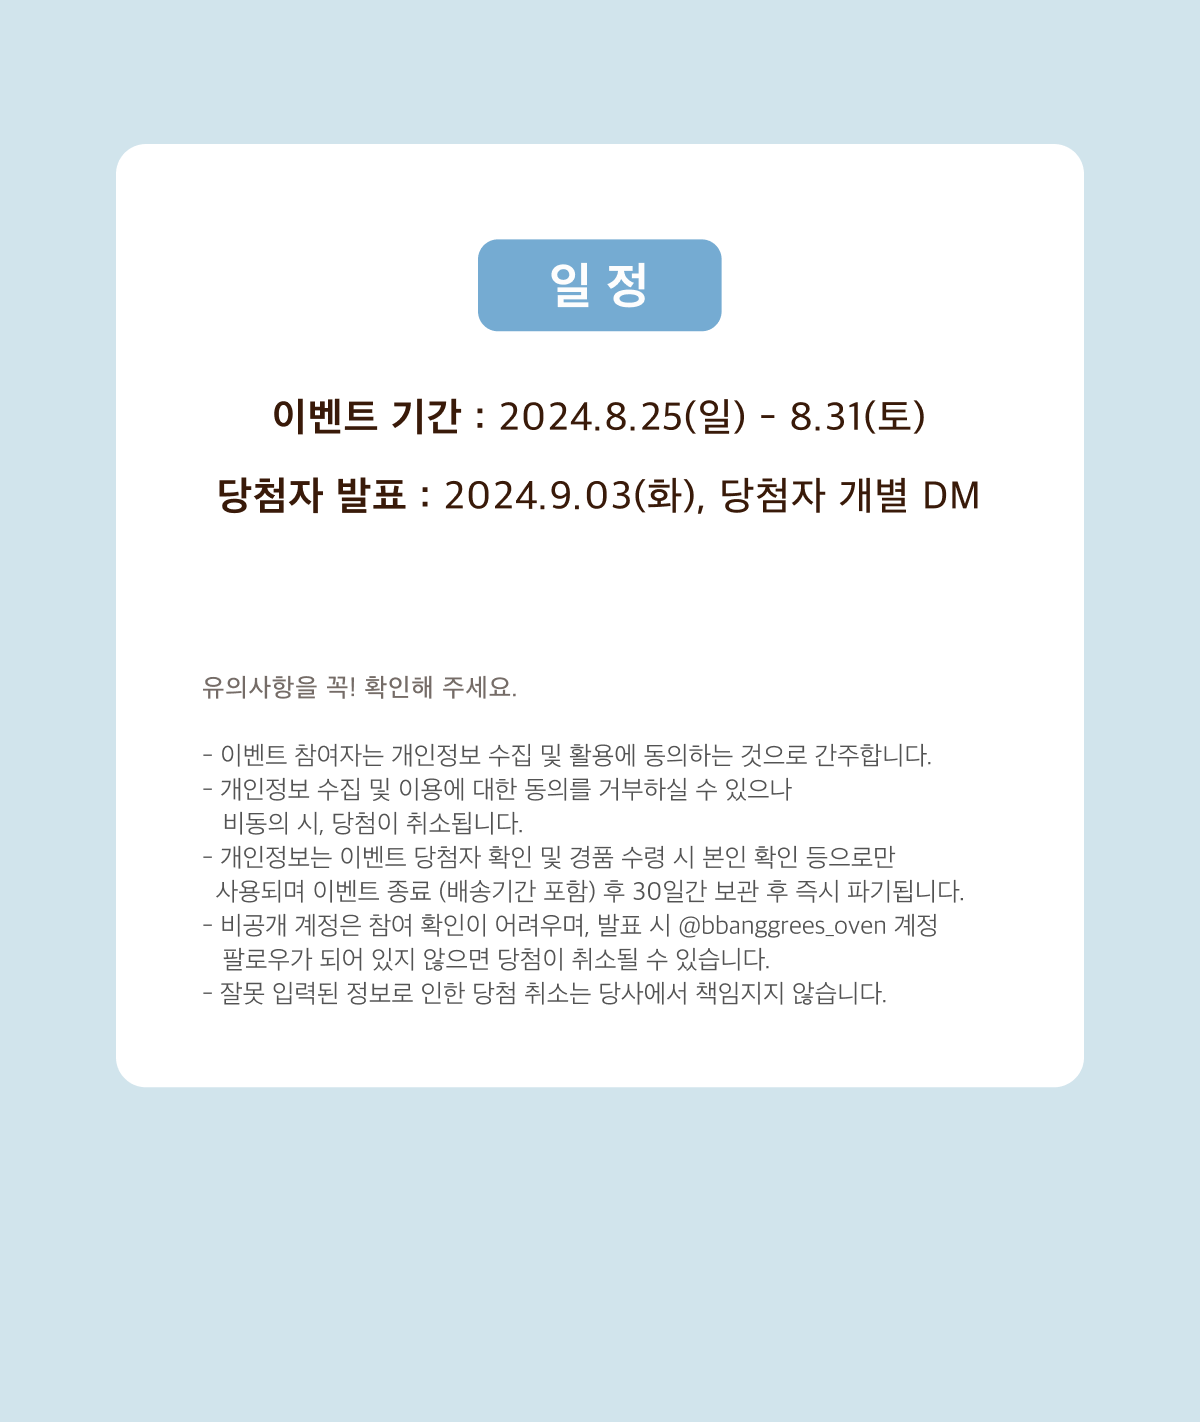 일 정
이벤트 기간 : 2024.8.25(일) - 8.31(토)
당첨자 발표 : 2024.9.03(화), 당첨자 개별 DM
유의사항을 꼭! 확인해 주세요.
- 이벤트 참여자는 개인정보 수집 및 활용에 동의하는 것으로 간주합니다.
- 개인정보 수집 및 이용에 대한 동의를 거부하실 수 있으나
비동의 시, 당첨이 취소됩니다.
- 개인정보는 이벤트 당첨자 확인 및 경품 수령 시 본인 확인 등으로만
사용되며 이벤트 종료 (배송기간 포함) 후 30일간 보관 후 즉시 파기됩니다.
- 비공개 계정은 참여 확인이 어려우며, 발표 시 @bbanggrees_oven 계정
팔로우가 되어 있지 않으면 당첨이 취소될 수 있습니다.
- 잘못 입력된 정보로 인한 당첨 취소는 당사에서 책임지지 않습니다.